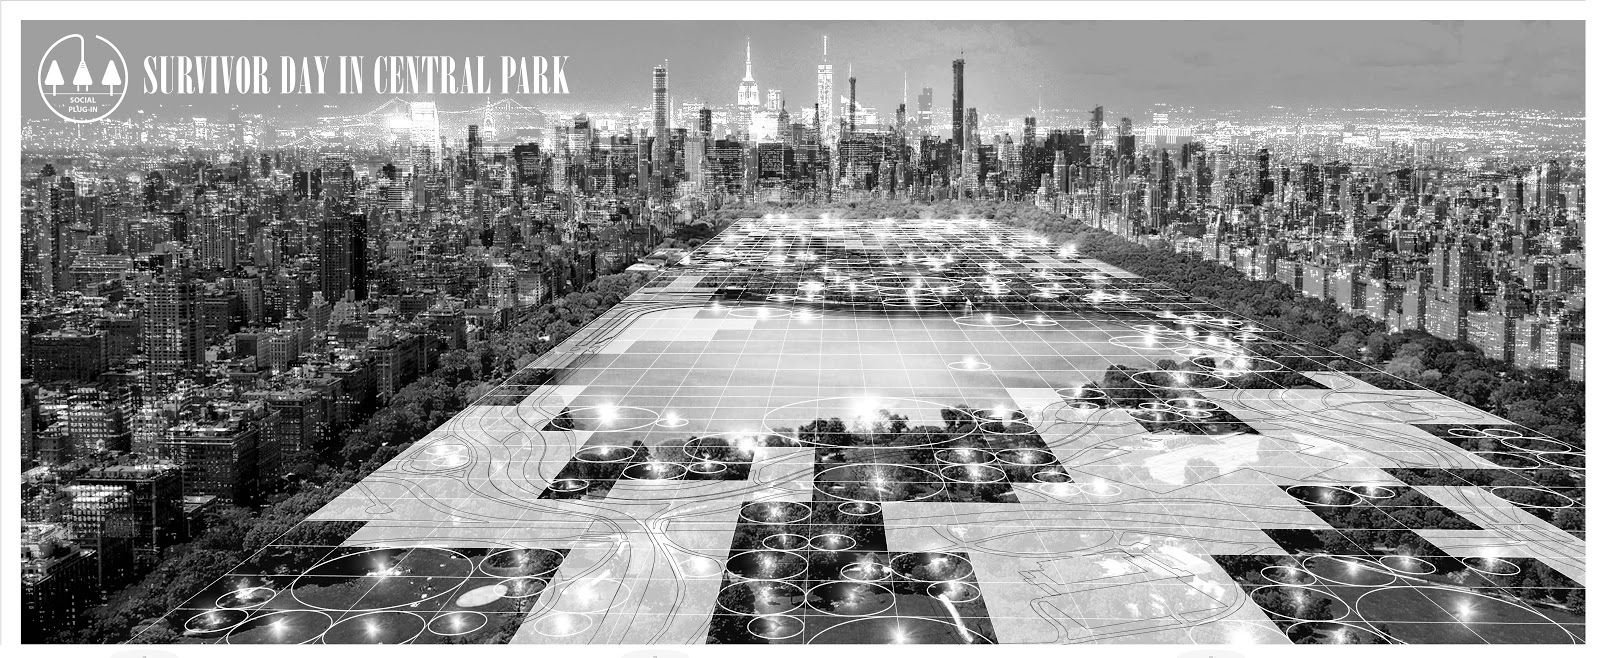 SURVIVOR DAY IN CENTRAL PARK
SOCIAL
PLUG-IN